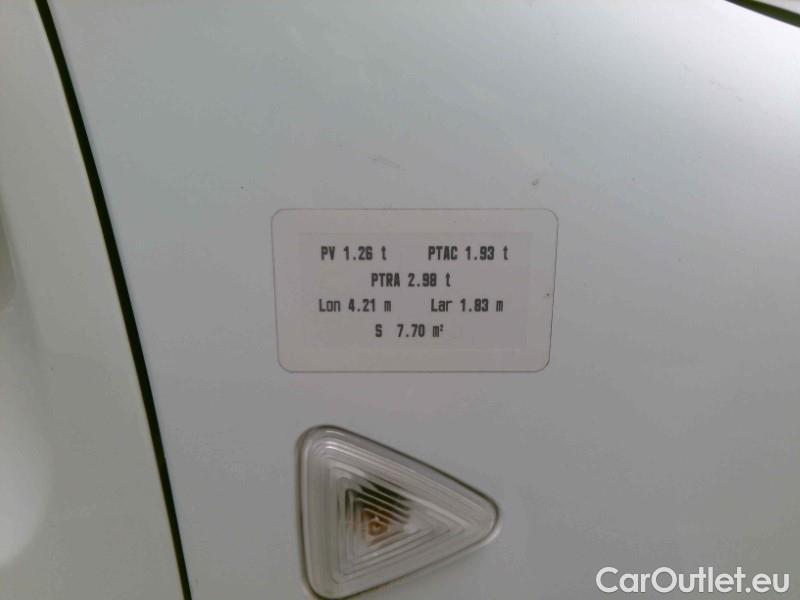 PV 1.26 t PTAC 1.93 t
PTRA 2.98 t
Lon 4.21 m Lar 1.83 m
S 7.70 m²
CarOutlet.eu